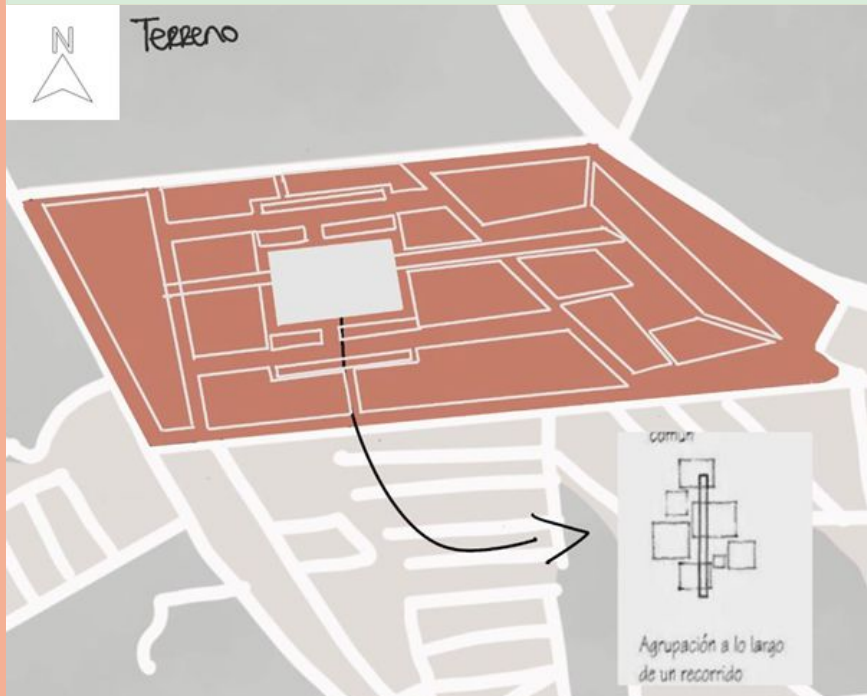 N
Terreno
común
Agrupación a lo largo
de un recorrido